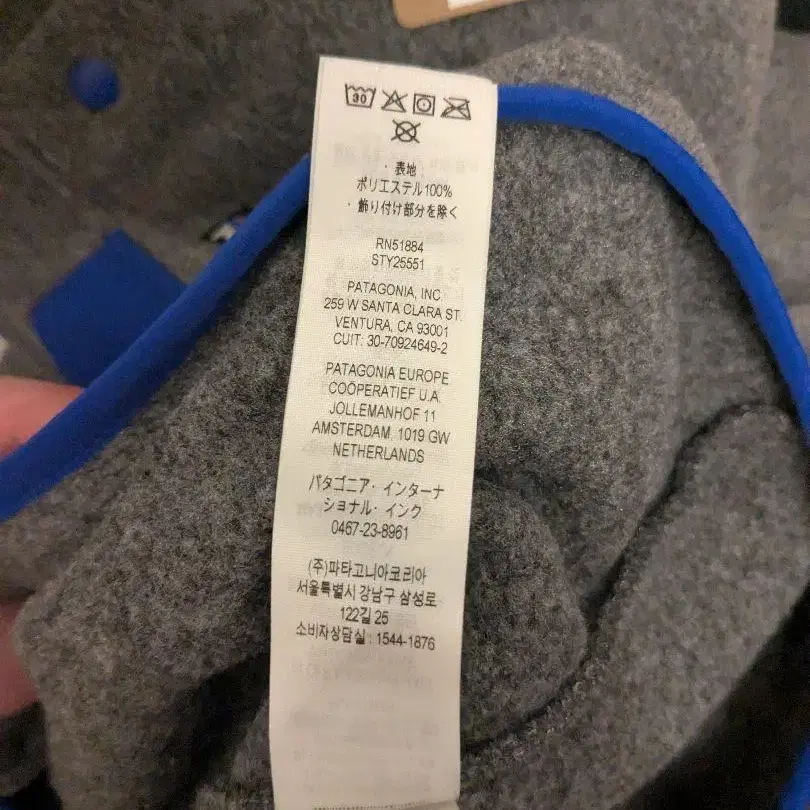 30
・表地
ポリエステル100%
・飾り付け部分を除く
RN51884
STY25551
PATAGONIA, INC
259 W SANTA CLARA ST.
VENTURA, CA 93001
CUIT: 30-70924649-2
PATAGONIA EUROPE
COÖPERATIEF U.A.
JOLLEMANHOF 11
AMSTERDAM, 1019 GW
NETHERLANDS
パタゴニア・インターナ
ショナル・インク
0467-23-8961
(주)파타고니아코리아
서울특별시 강남구 삼성로
122길 25
소비자상담실 : 1544-1876